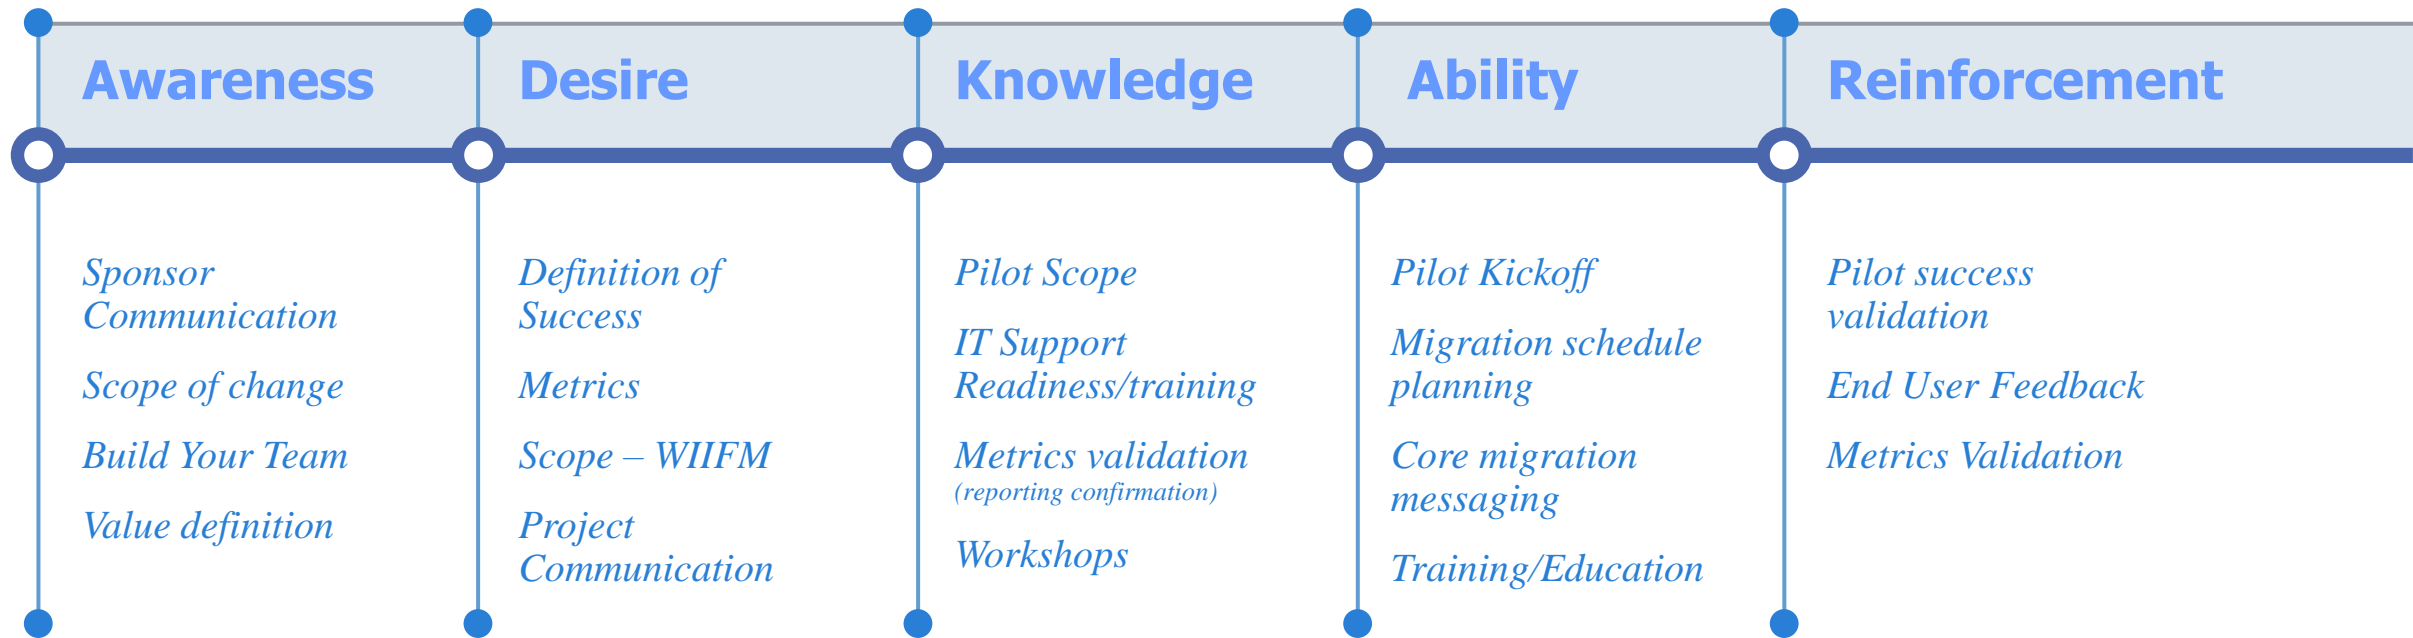 Awareness
Desire
Knowledge
Ability
Reinforcement
Sponsor
Communication
Scope of change
Build Your Team
Value definition
Definition of
Success
Metrics
Scope – WIIFM
Project
Communication
Pilot Scope
IT Support
Readiness/training
Metrics validation
(reporting confirmation)
Workshops
Pilot Kickoff
Migration schedule
planning
Core migration
messaging
Training/Education
Pilot success
validation
End User Feedback
Metrics Validation